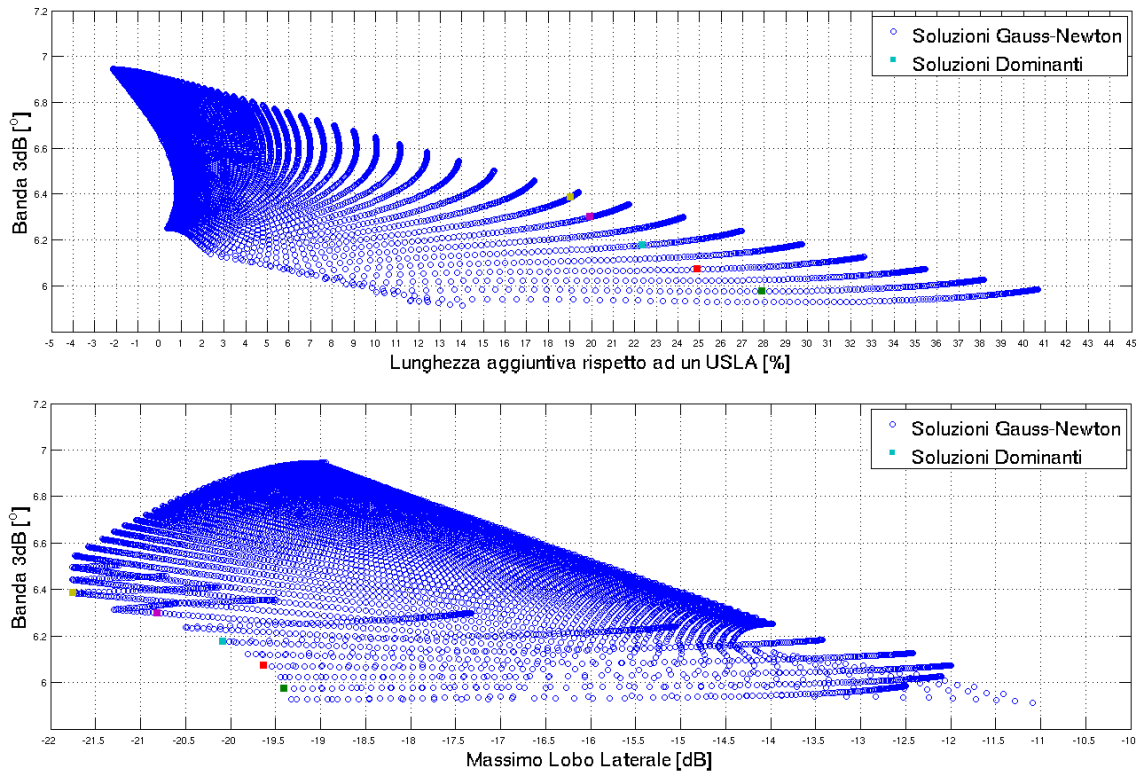 Soluzioni Gauss-Newton
Soluzioni Dominanti
Banda 3dB [°]
7.2
7
6.8
6.6
6.4
6.2
6
-5 -4 -3 -2 -1 0 1 2 3 4 5 6 7 8 9 10 11 12 13 14 15 16 17 18 19 20 21 22 23 24 25 26 27 28 29 30 31 32 33 34 35 36 37 38 39 40 41 42 43 44 45
Lunghezza aggiuntiva rispetto ad un USLA [%]
Soluzioni Gauss-Newton
Soluzioni Dominanti
Banda 3dB [°]
7.2
7
6.8
6.6
6.4
6.2
6
-22 -21.5 -21 -20.5 -20 -19.5 -19 -18.5 -18 -17.5 -17 -16.5 -16 -15.5 -15 -14.5 -14 -13.5 -13 -12.5 -12 -11.5 -11 -10.5 -10
Massimo Lobo Laterale [dB]